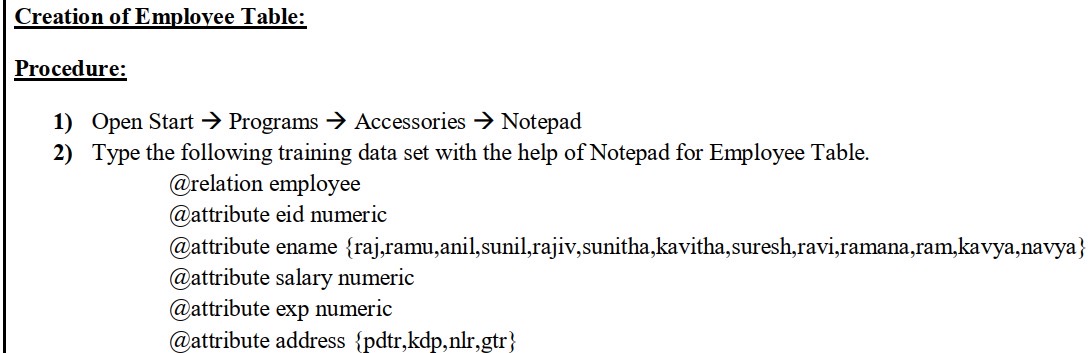 Creation of Employee Table:
Procedure:
1) Open Start → Programs → Accessories → Notepad
2) Type the following training data set with the help of Notepad for Employee Table.
@relation employee
@attribute eid numeric
@attribute ename {raj,ramu,anil,sunil,rajiv,sunitha,kavitha,suresh,ravi,ramana,ram,kavya,navya}
@attribute salary numeric
@attribute exp numeric
@attribute address {pdtr,kdp,nlr,gtr}